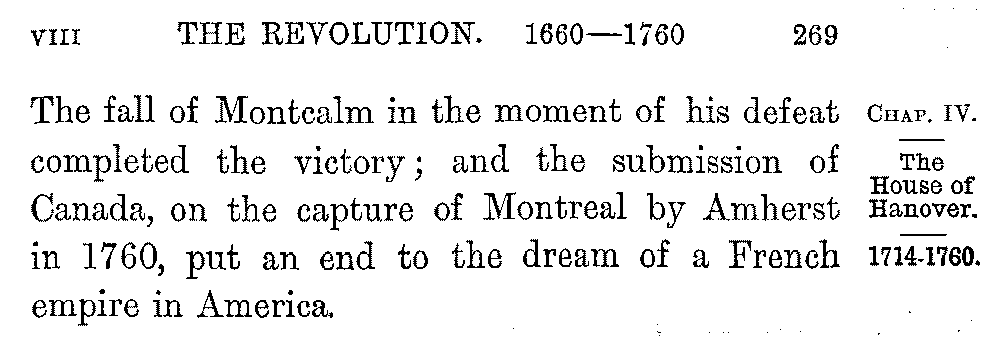 VIII THE REVOLUTION. 1660—1760 269
The fall of Montcalm in the moment of his defeat
completed the victory; and the submission of
Canada, on the capture of Montreal by Amherst
in 1760, put an end to the dream of a French
empire in America.
CHAP. IV.
The
House of
Hanover.
1714-1760.